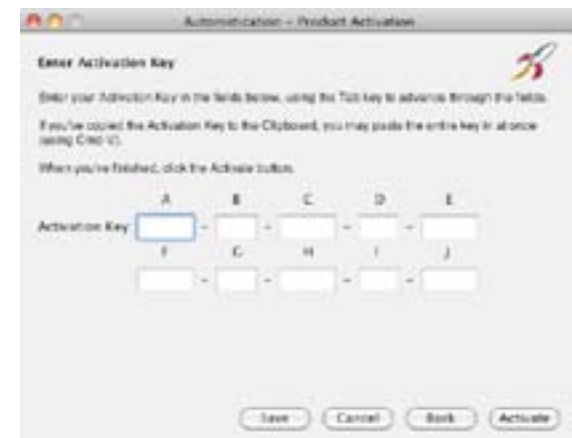 Automatication – Product Activation
Enter Activation Key
Enter your Activation Key in the fields below, using the Tab key to advance through the fields.
If you've copied the Activation Key to the Clipboard, you may paste the entire key in at once
(using Cmd-V).
When you're finished, click the Activate button.
A B C D E
Activation Key - - - -
F G H I J
- - - -
Save Cancel Back Activate